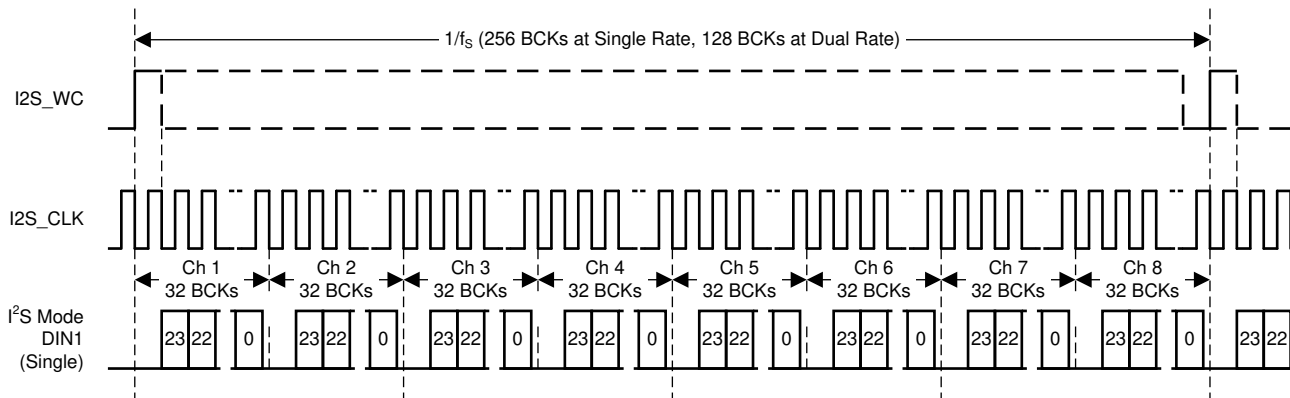 1/fS (256 BCKs at Single Rate, 128 BCKs at Dual Rate)
I2S_WC
I2S_CLK
Ch 1 Ch 2 Ch 3 Ch 4 Ch 5 Ch 6 Ch 7 Ch 8
32 BCKs 32 BCKs 32 BCKs 32 BCKs 32 BCKs 32 BCKs 32 BCKs 32 BCKs
I²S Mode
DIN1
(Single)
23 22 0 23 22 0 23 22 0 23 22 0 23 22 0 23 22 0 23 22 0 23 22 0 23 22